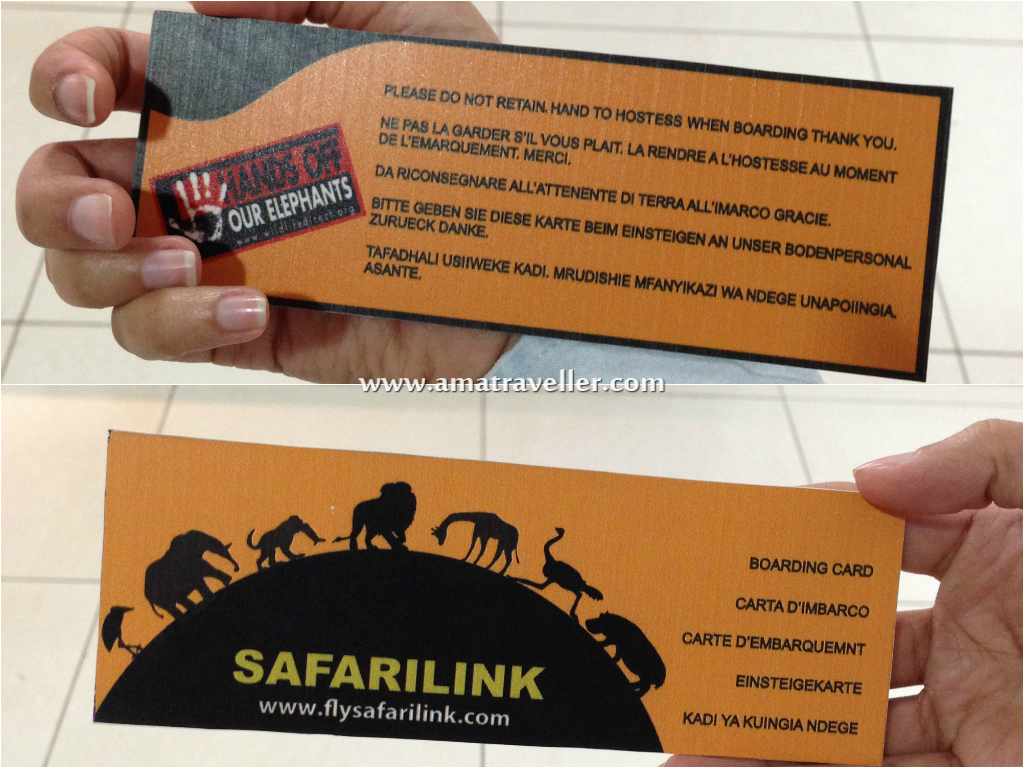 HANDS OFF
OUR ELEPHANTS
www.wildlifedirect.org
PLEASE DO NOT RETAIN. HAND TO HOSTESS WHEN BOARDING THANK YOU.
NE PAS LA GARDER S'IL VOUS PLAIT. LA RENDRE A L'HOSTESSE AU MOMENT
DE L'EMARQUEMENT. MERCI.
DA RICONSEGNARE ALL'ATTENENTE DI TERRA ALL'IMARCO GRACIE.
BITTE GEBEN SIE DIESE KARTE BEIM EINSTEIGEN AN UNSER BODENPERSONAL
ZURUECK DANKE.
TAFADHALI USIIWEKE KADI. MRUDISHIE MFANYIKAZI WA NDEGE UNAPOIINGIA.
ASANTE.
www.amatraveller.com
SAFARILINK
www.flysafarilink.com
BOARDING CARD
CARTA D'IMBARCO
CARTE D'EMBARQUEMNT
EINSTEIGEKARTE
KADI YA KUINGIA NDEGE